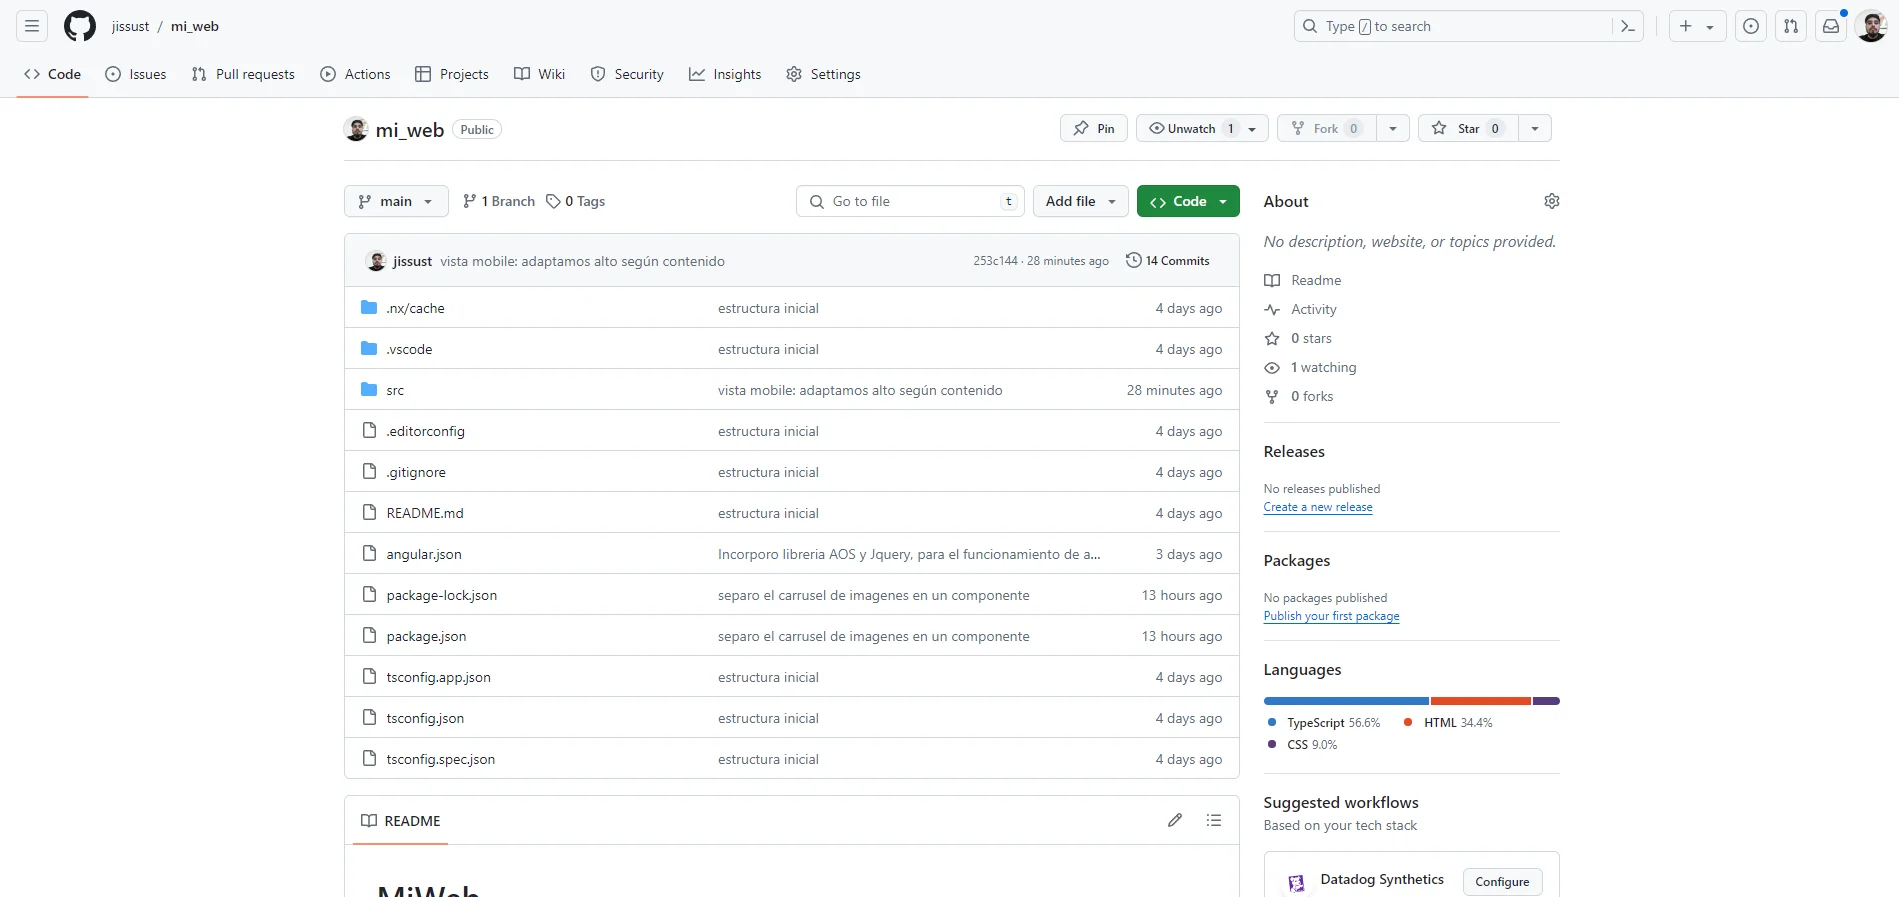 jissust / mi_web
Type / to search
Code Issues Pull requests Actions Projects Wiki Security Insights Settings
mi_web Public
Pin Unwatch 1 Fork 0 Star 0
main 1 Branch 0 Tags Go to file t Add file Code
jissust vista mobile: adaptamos alto según contenido 253c144 · 28 minutes ago 14 Commits
.nx/cache estructura inicial 4 days ago
.vscode estructura inicial 4 days ago
src vista mobile: adaptamos alto según contenido 28 minutes ago
.editorconfig estructura inicial 4 days ago
.gitignore estructura inicial 4 days ago
README.md estructura inicial 4 days ago
angular.json Incorporo libreria AOS y Jquery, para el funcionamiento de a... 3 days ago
package-lock.json separo el carrusel de imagenes en un componente 13 hours ago
package.json separo el carrusel de imagenes en un componente 13 hours ago
tsconfig.app.json estructura inicial 4 days ago
tsconfig.json estructura inicial 4 days ago
tsconfig.spec.json estructura inicial 4 days ago
README
MiWeb
About
No description, website, or topics provided.
Readme
Activity
0 stars
1 watching
0 forks
Releases
No releases published
Create a new release
Packages
No packages published
Publish your first package
Languages
TypeScript 56.6% HTML 34.4%
CSS 9.0%
Suggested workflows
Based on your tech stack
Datadog Synthetics Configure